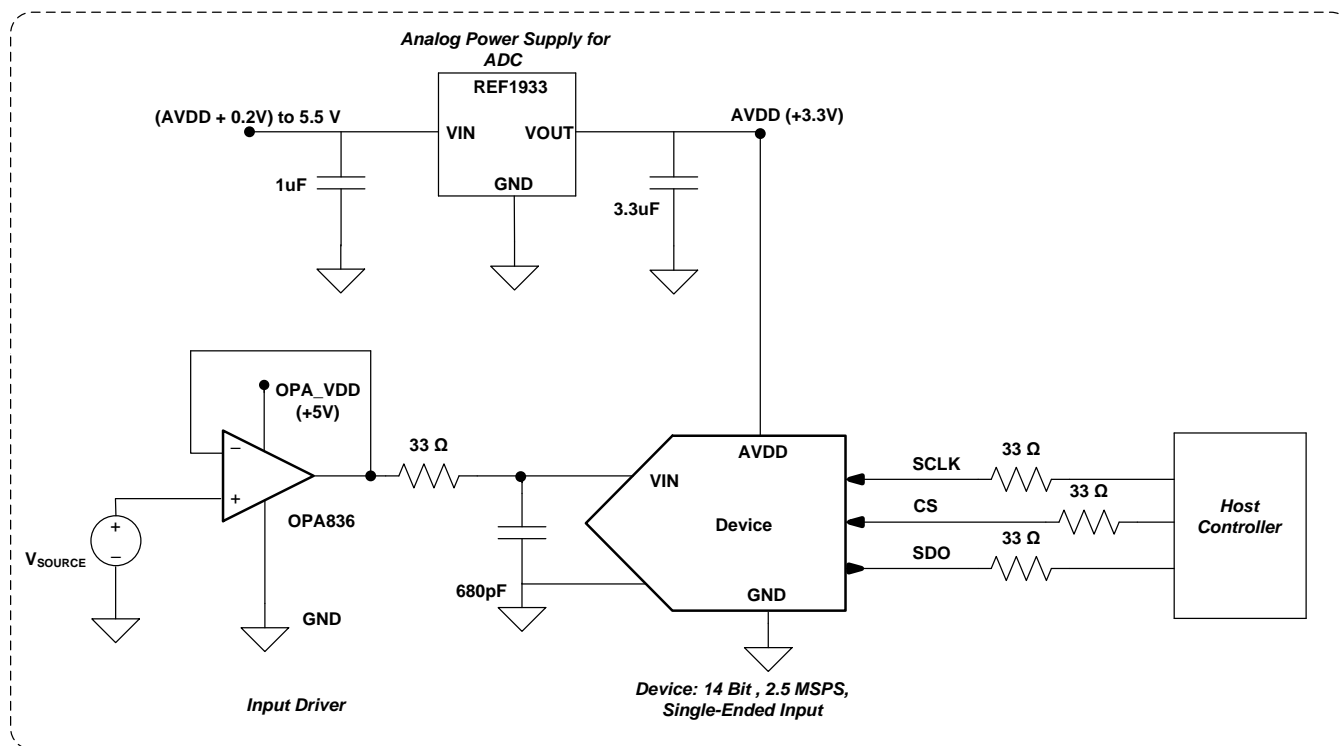 Analog Power Supply for
ADC
REF1933
(AVDD + 0.2V) to 5.5 V
VIN
VOUT
AVDD (+3.3V)
GND
1uF
3.3uF
OPA_VDD
(+5V)
33 Ω
−
+
OPA836
+
−
VSOURCE
GND
680pF
Input Driver
AVDD
VIN
Device
GND
SCLK
33 Ω
CS
33 Ω
SDO
33 Ω
Host
Controller
Device: 14 Bit , 2.5 MSPS,
Single-Ended Input